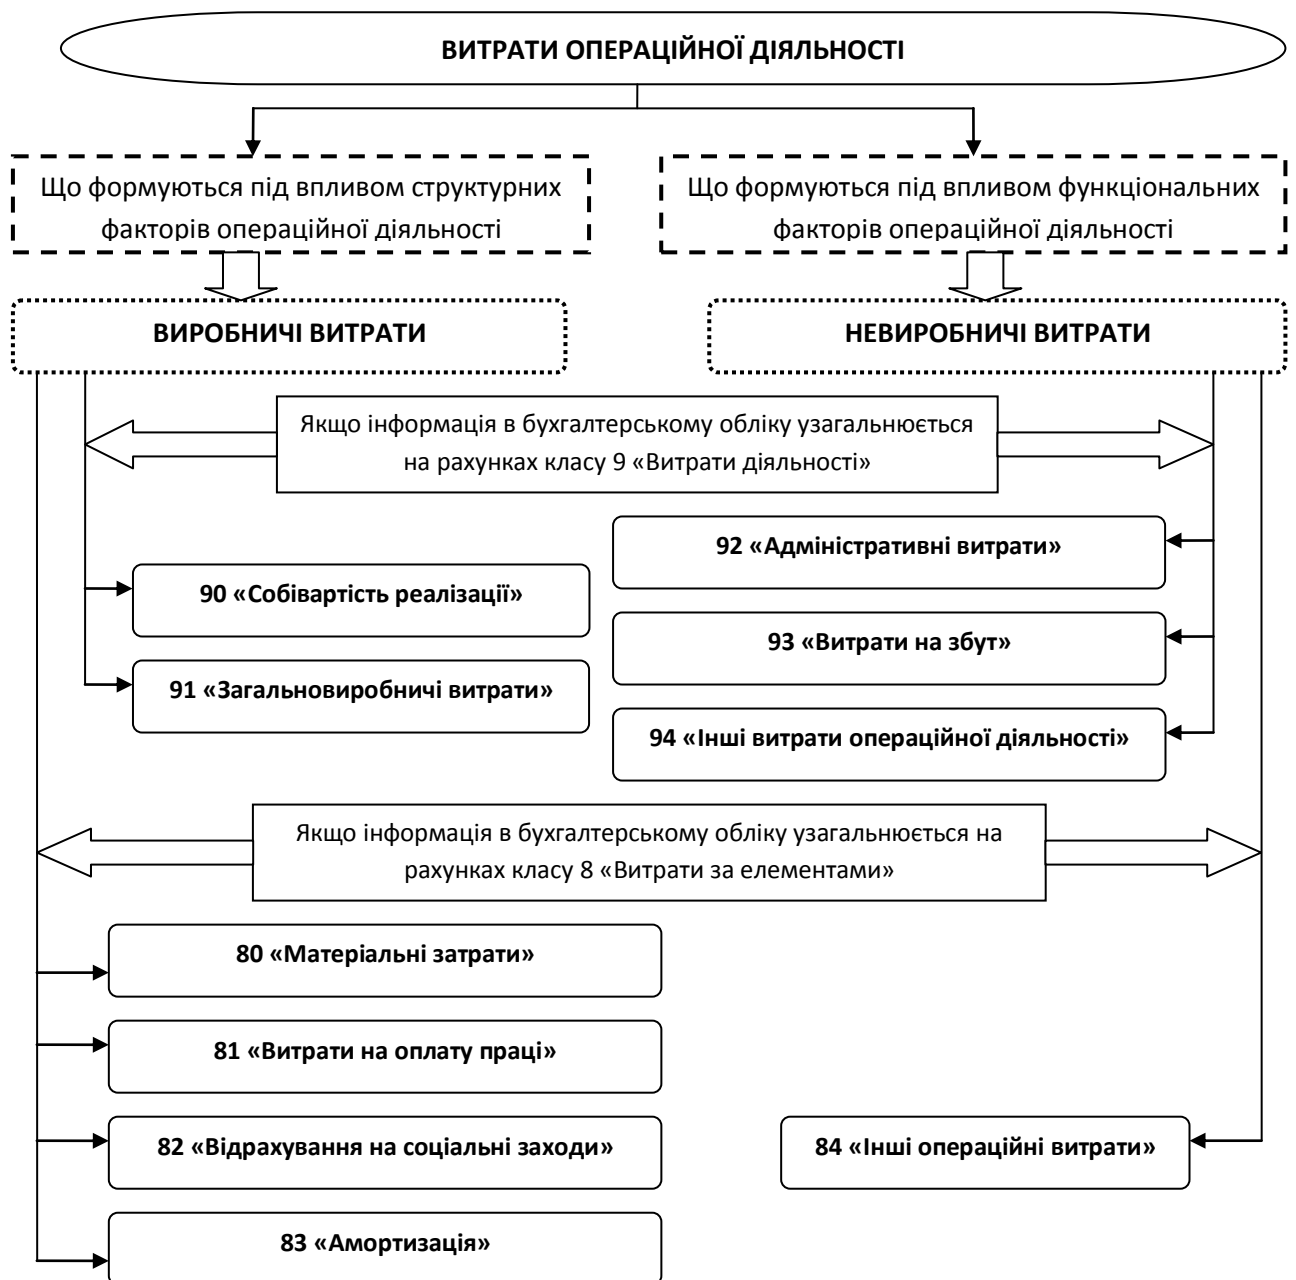 ВИТРАТИ ОПЕРАЦІЙНОЇ ДІЯЛЬНОСТІ
Що формуються під впливом структурних
факторів операційної діяльності
Що формуються під впливом функціональних
факторів операційної діяльності
ВИРОБНИЧІ ВИТРАТИ
НЕВИРОБНИЧІ ВИТРАТИ
Якщо інформація в бухгалтерському обліку узагальнюється
на рахунках класу 9 «Витрати діяльності»
92 «Адміністративні витрати»
90 «Собівартість реалізації»
93 «Витрати на збут»
91 «Загальновиробничі витрати»
94 «Інші витрати операційної діяльності»
Якщо інформація в бухгалтерському обліку узагальнюється на
рахунках класу 8 «Витрати за елементами»
80 «Матеріальні затрати»
81 «Витрати на оплату праці»
82 «Відрахування на соціальні заходи»
84 «Інші операційні витрати»
83 «Амортизація»